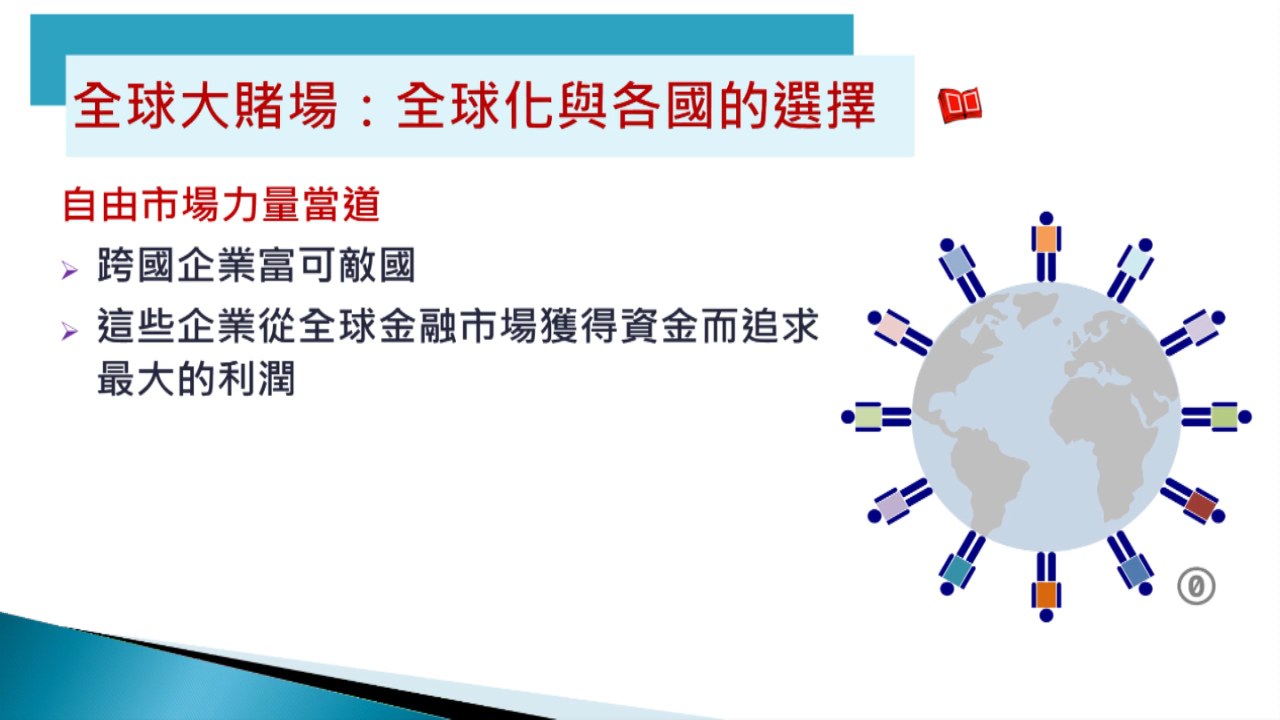 全球大賭場：全球化與各國的選擇
自由市場力量當道
跨國企業富可敵國
這些企業從全球金融市場獲得資金而追求
最大的利潤
0